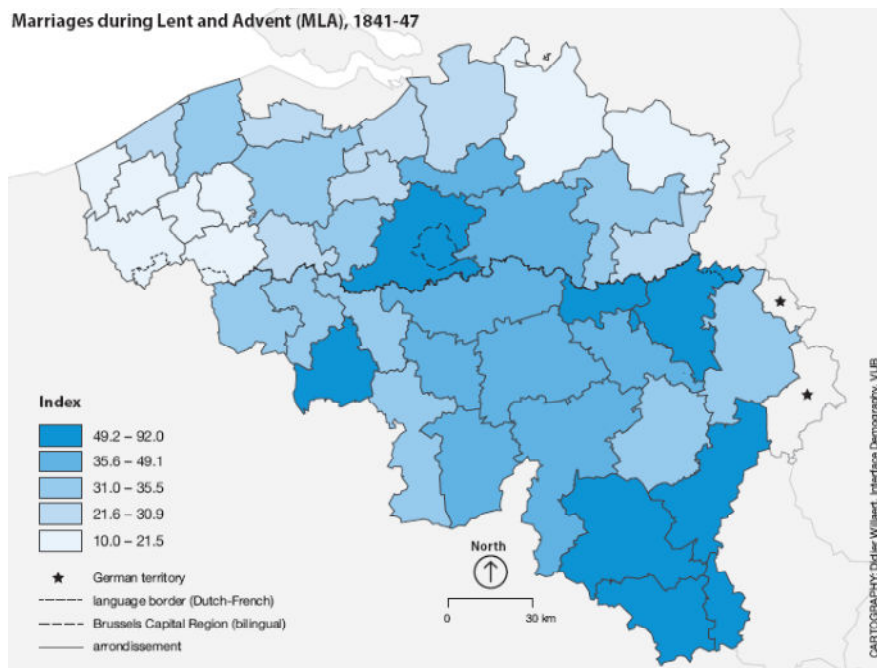 Marriages during Lent and Advent (MLA), 1841-47
Index
49.2 – 92.0
35.6 – 49.1
31.0 – 35.5
21.6 – 30.9
10.0 – 21.5
German territory
language border (Dutch-French)
Brussels Capital Region (bilingual)
arrondissement
North
0 30 km
CARTOGRAPHY: Didier Willaert, Interface Demography, VUB